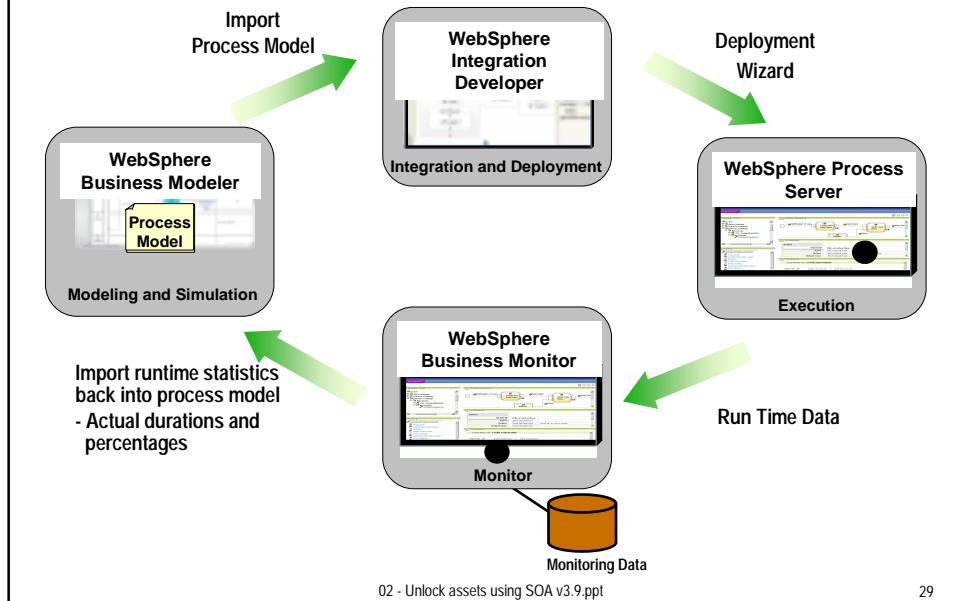 Import
Process Model
WebSphere
Integration
Developer
Integration and Deployment
Deployment
Wizard
WebSphere
Business Modeler
Process
Model
Modeling and Simulation
WebSphere Process
Server
Execution
WebSphere
Business Monitor
Monitor
Import runtime statistics
back into process model
- Actual durations and
percentages
Run Time Data
Monitoring Data
02 - Unlock assets using SOA v3.9.ppt
29